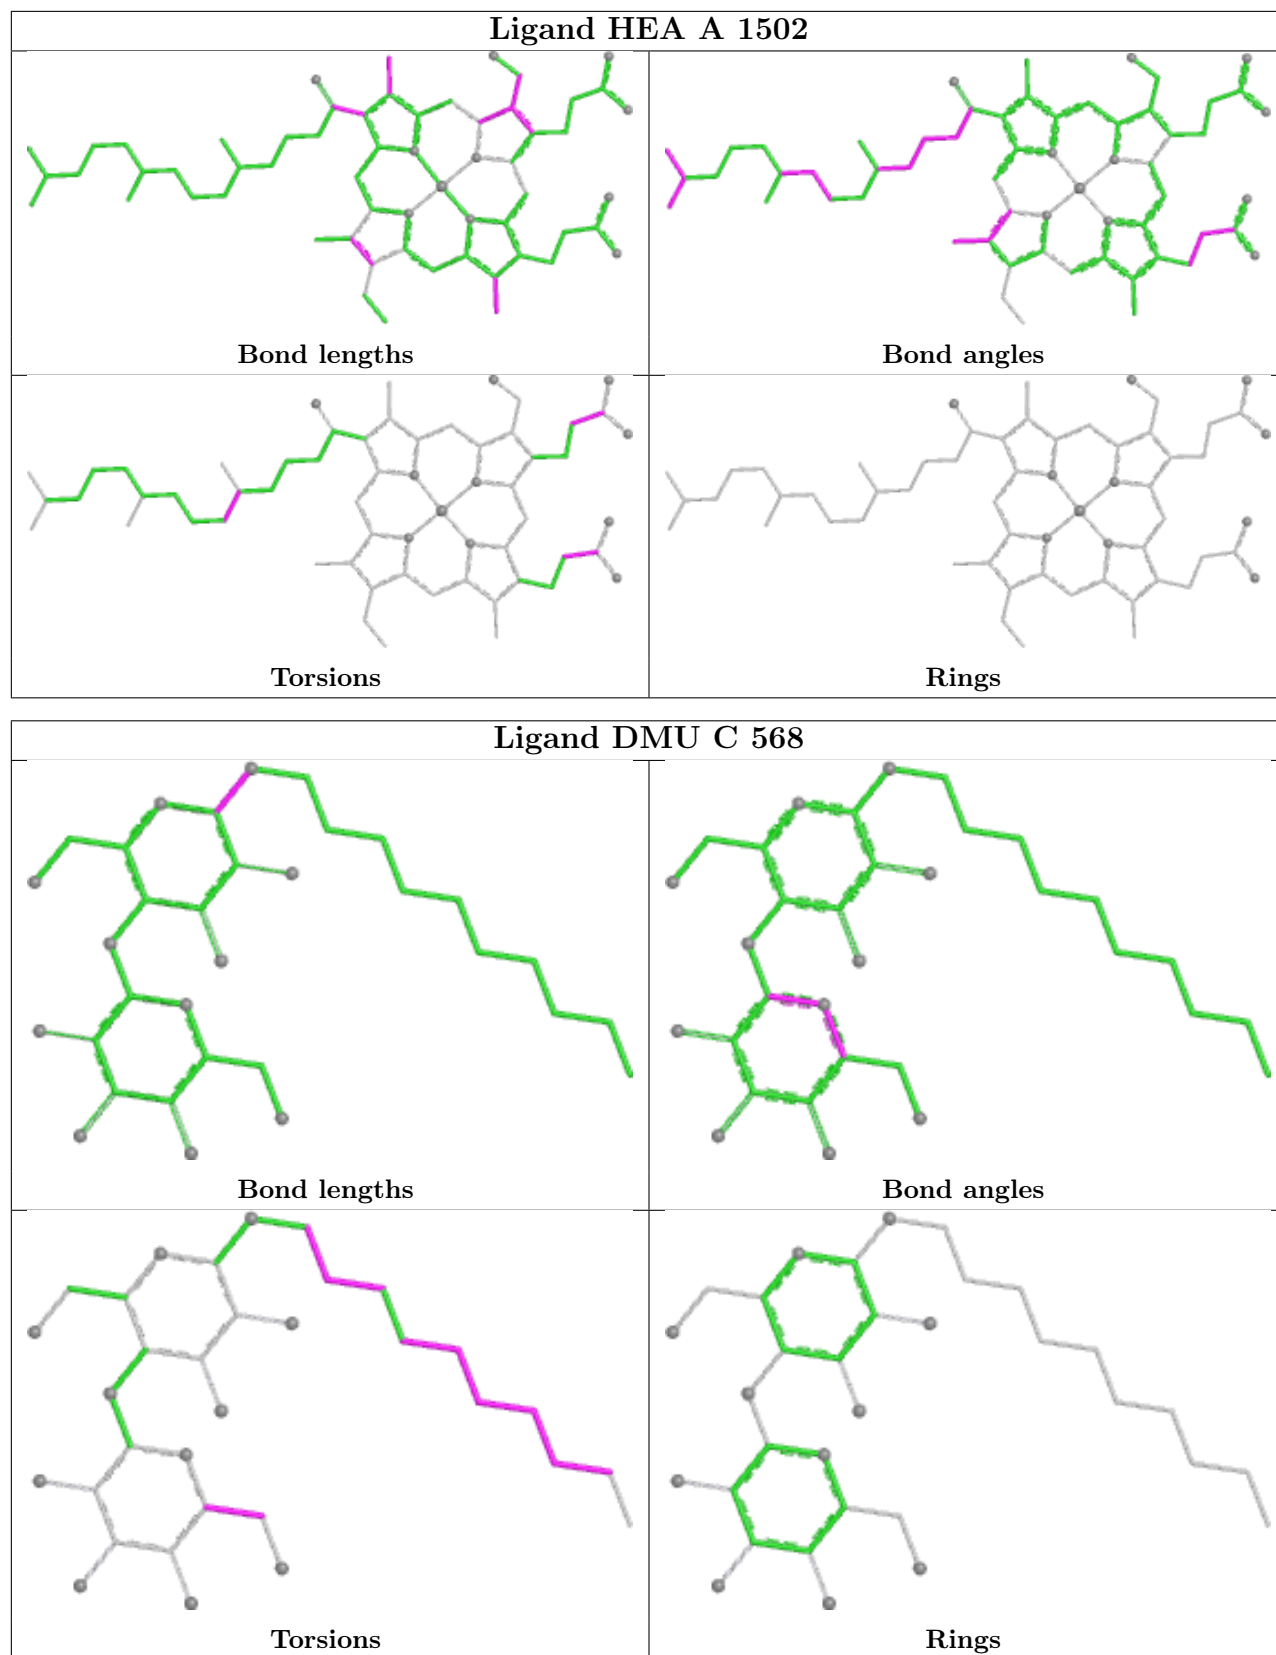 Ligand HEA A 1502
Bond lengths
Bond angles
Torsions
Rings
Ligand DMU C 568
Bond lengths
Bond angles
Torsions
Rings